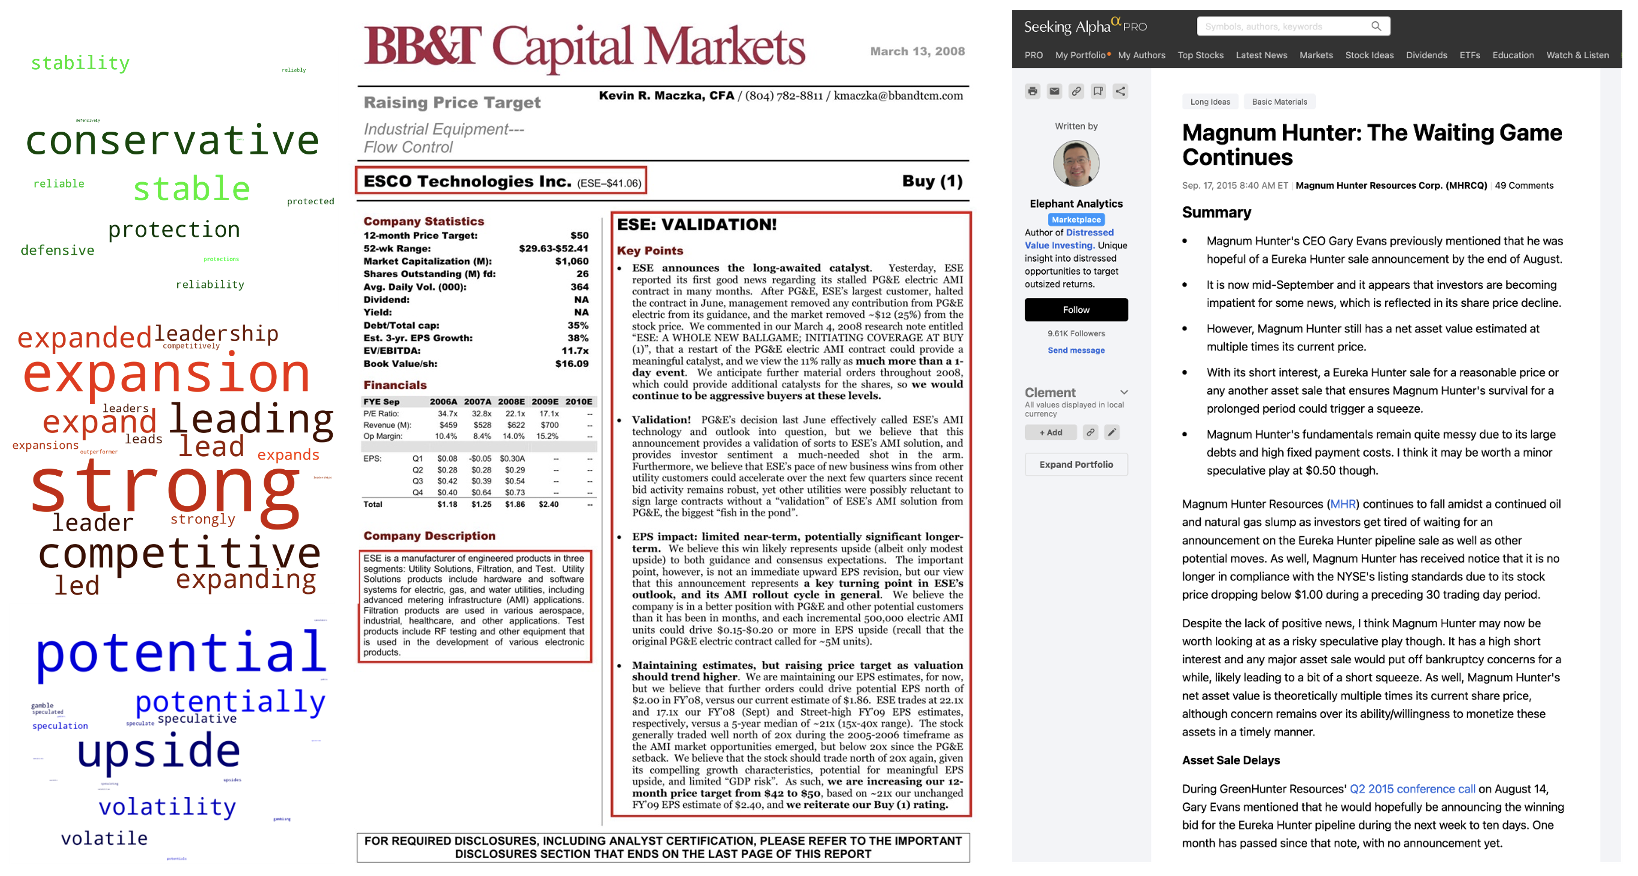 stability
reliably
defensively
conservative
reliable
stable
protected
protection
defensive
protections
reliability
expanded
leadership
competitively
expansion
leaders
expand
leading
leads
expansions
lead
outperformer
expands
strong
leader
strongly
competitive
led
expanding
potential
potentially
gamble
speculated
speculative
speculation
speculate
upside
upsides
volatility
gambling
volatile
potentials
BB&T Capital Markets
March 13, 2008
Raising Price Target
Kevin R. Maczka, CFA / (804) 782-8811 / kmaczka@bbandtcm.com
Industrial Equipment---
Flow Control
ESCO Technologies Inc. (ESE–$41.06)
Buy (1)
Company Statistics
12-month Price Target: $50
52-wk Range: $29.63-$52.41
Market Capitalization (M): $1,060
Shares Outstanding (M) fd: 26
Avg. Daily Vol. (000): 364
Dividend: NA
Yield: NA
Debt/Total cap: 35%
Est. 3-yr. EPS Growth: 38%
EV/EBITDA: 11.7x
Book Value/sh: $16.09
Financials
FYE Sep 2006A 2007A 2008E 2009E 2010E
P/E Ratio: 34.7x 32.8x 22.1x 17.1x --
Revenue (M): $459 $528 $622 $700 --
Op Margin: 10.4% 8.4% 14.0% 15.2% --
EPS: Q1 $0.08 -$0.05 $0.30A -- --
Q2 $0.28 $0.28 $0.29 -- --
Q3 $0.42 $0.39 $0.54 -- --
Q4 $0.40 $0.64 $0.73 -- --
Total $1.18 $1.25 $1.86 $2.40 --
Company Description
ESE is a manufacturer of engineered products in three
segments: Utility Solutions, Filtration, and Test. Utility
Solutions products include hardware and software
systems for electric, gas, and water utilities, including
advanced metering infrastructure (AMI) applications.
Filtration products are used in various aerospace,
industrial, healthcare, and other applications. Test
products include RF testing and other equipment that
is used in the development of various electronic
products.
ESE: VALIDATION!
Key Points
• ESE announces the long-awaited catalyst. Yesterday, ESE
reported its first good news regarding its stalled PG&E electric AMI
contract in many months. After PG&E, ESE's largest customer, halted
the contract in June, management removed any contribution from PG&E
electric from its guidance, and the market removed ~$12 (25%) from the
stock price. We commented in our March 4, 2008 research note entitled
"ESE: A WHOLE NEW BALLGAME; INITIATING COVERAGE AT BUY
(1)", that a restart of the PG&E electric AMI contract could provide a
meaningful catalyst, and we view the 11% rally as much more than a 1-
day event. We anticipate further material orders throughout 2008,
which could provide additional catalysts for the shares, so we would
continue to be aggressive buyers at these levels.
• Validation! PG&E's decision last June effectively called ESE's AMI
technology and outlook into question, but we believe that this
announcement provides a validation of sorts to ESE's AMI solution, and
provides investor sentiment a much-needed shot in the arm.
Furthermore, we believe that ESE's pace of new business wins from other
utility customers could accelerate over the next few quarters since recent
bid activity remains robust, yet other utilities were possibly reluctant to
sign large contracts without a "validation" of ESE's AMI solution from
PG&E, the biggest "fish in the pond".
• EPS impact: limited near-term, potentially significant longer-
term. We believe this win likely represents upside (albeit only modest
upside) to both guidance and consensus expectations. The important
point, however, is not an immediate upward EPS revision, but our view
that this announcement represents a key turning point in ESE's
outlook, and its AMI rollout cycle in general. We believe the
company is in a better position with PG&E and other potential customers
than it has been in months, and each incremental 500,000 electric AMI
units could drive $0.15-$0.20 or more in EPS upside (recall that the
original PG&E electric contract called for ~5M units).
• Maintaining estimates, but raising price target as valuation
should trend higher. We are maintaining our EPS estimates, for now,
but we believe that further orders could drive potential EPS north of
$2.00 in FY'08, versus our current estimate of $1.86. ESE trades at 22.1x
and 17.1x our FY'08 (Sept) and Street-high FY'09 EPS estimates,
respectively, versus a 5-year median of ~21x (15x-40x range). The stock
generally traded well north of 20x during the 2005-2006 timeframe as
the AMI market opportunities emerged, but below 20x since the PG&E
setback. We believe that the stock should trade north of 20x again, given
its compelling growth characteristics, potential for meaningful EPS
upside, and limited "GDP risk". As such, we are increasing our 12-
month price target from $42 to $50, based on ~21x our unchanged
FY'09 EPS estimate of $2.40, and we reiterate our Buy (1) rating.
FOR REQUIRED DISCLOSURES, INCLUDING ANALYST CERTIFICATION, PLEASE REFER TO THE IMPORTANT
DISCLOSURES SECTION THAT ENDS ON THE LAST PAGE OF THIS REPORT
Seeking Alpha α PRO
Symbols, authors, keywords
PRO My Portfolio My Authors Top Stocks Latest News Markets Stock Ideas Dividends ETFs Education Watch & Listen
Written by
Elephant Analytics
Marketplace
Author of Distressed
Value Investing. Unique
insight into distressed
opportunities to target
outsized returns.
Follow
9.61K Followers
Send message
Clement
All values displayed in local
currency
+ Add
Expand Portfolio
Long Ideas Basic Materials
Magnum Hunter: The Waiting Game
Continues
Sep. 17, 2015 8:40 AM ET | Magnum Hunter Resources Corp. (MHRCQ) | 49 Comments
Summary
• Magnum Hunter's CEO Gary Evans previously mentioned that he was
hopeful of a Eureka Hunter sale announcement by the end of August.
• It is now mid-September and it appears that investors are becoming
impatient for some news, which is reflected in its share price decline.
• However, Magnum Hunter still has a net asset value estimated at
multiple times its current price.
• With its short interest, a Eureka Hunter sale for a reasonable price or
any another asset sale that ensures Magnum Hunter's survival for a
prolonged period could trigger a squeeze.
• Magnum Hunter's fundamentals remain quite messy due to its large
debts and high fixed payment costs. I think it may be worth a minor
speculative play at $0.50 though.
Magnum Hunter Resources (MHR) continues to fall amidst a continued oil
and natural gas slump as investors get tired of waiting for an
announcement on the Eureka Hunter pipeline sale as well as other
potential moves. As well, Magnum Hunter has received notice that it is no
longer in compliance with the NYSE's listing standards due to its stock
price dropping below $1.00 during a preceding 30 trading day period.
Despite the lack of positive news, I think Magnum Hunter may now be
worth looking at as a risky speculative play though. It has a high short
interest and any major asset sale would put off bankruptcy concerns for a
while, likely leading to a bit of a short squeeze. As well, Magnum Hunter's
net asset value is theoretically multiple times its current share price,
although concern remains over its ability/willingness to monetize these
assets in a timely manner.
Asset Sale Delays
During GreenHunter Resources' Q2 2015 conference call on August 14,
Gary Evans mentioned that he would hopefully be announcing the winning
bid for the Eureka Hunter pipeline during the next week to ten days. One
month has passed since that note, with no announcement yet.